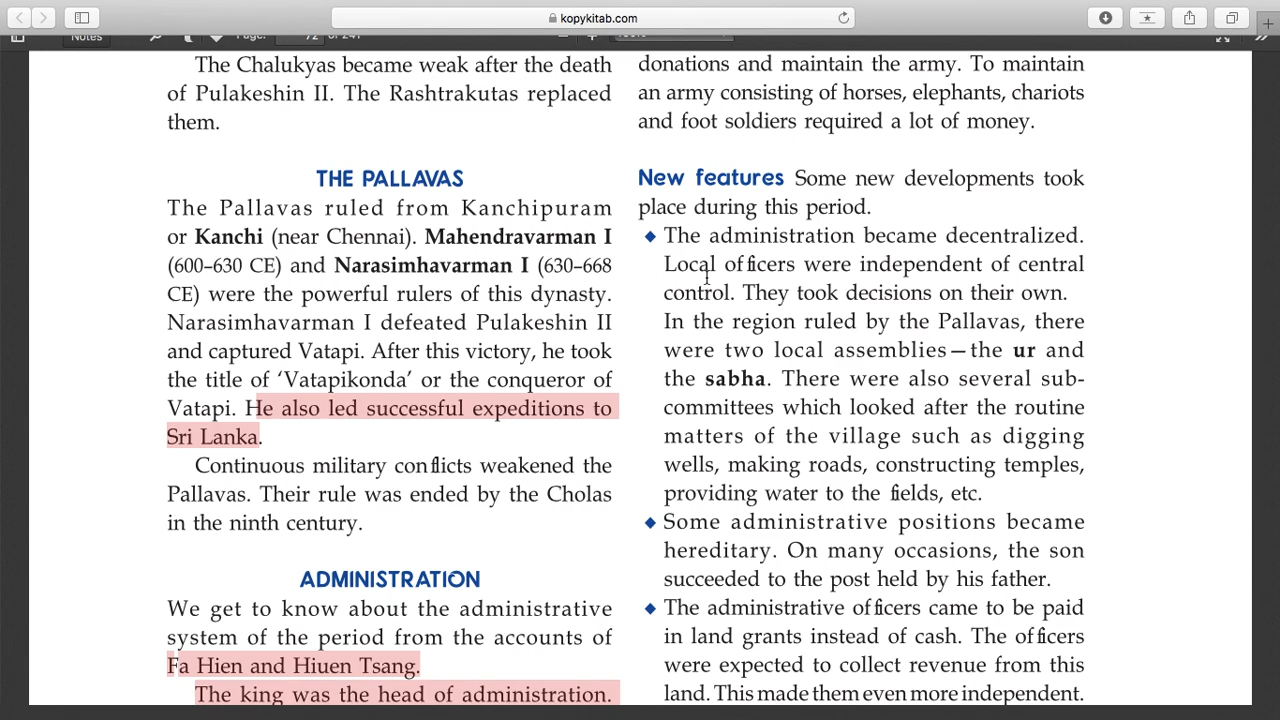 kopykitab.com
Notes
Page: 72 of 241
The Chalukyas became weak after the death
of Pulakeshin II. The Rashtrakutas replaced
them.
THE PALLAVAS
The Pallavas ruled from Kanchipuram
or Kanchi (near Chennai). Mahendravarman I
(600–630 CE) and Narasimhavarman I (630–668
CE) were the powerful rulers of this dynasty.
Narasimhavarman I defeated Pulakeshin II
and captured Vatapi. After this victory, he took
the title of ‘Vatapikonda’ or the conqueror of
Vatapi. He also led successful expeditions to
Sri Lanka.
Continuous military conflicts weakened the
Pallavas. Their rule was ended by the Cholas
in the ninth century.
ADMINISTRATION
We get to know about the administrative
system of the period from the accounts of
Fa Hien and Hiuen Tsang.
The king was the head of administration.
donations and maintain the army. To maintain
an army consisting of horses, elephants, chariots
and foot soldiers required a lot of money.
New features Some new developments took
place during this period.
◆ The administration became decentralized.
Local officers were independent of central
control. They took decisions on their own.
In the region ruled by the Pallavas, there
were two local assemblies—the ur and
the sabha. There were also several sub-
committees which looked after the routine
matters of the village such as digging
wells, making roads, constructing temples,
providing water to the fields, etc.
◆ Some administrative positions became
hereditary. On many occasions, the son
succeeded to the post held by his father.
◆ The administrative officers came to be paid
in land grants instead of cash. The officers
were expected to collect revenue from this
land. This made them even more independent.